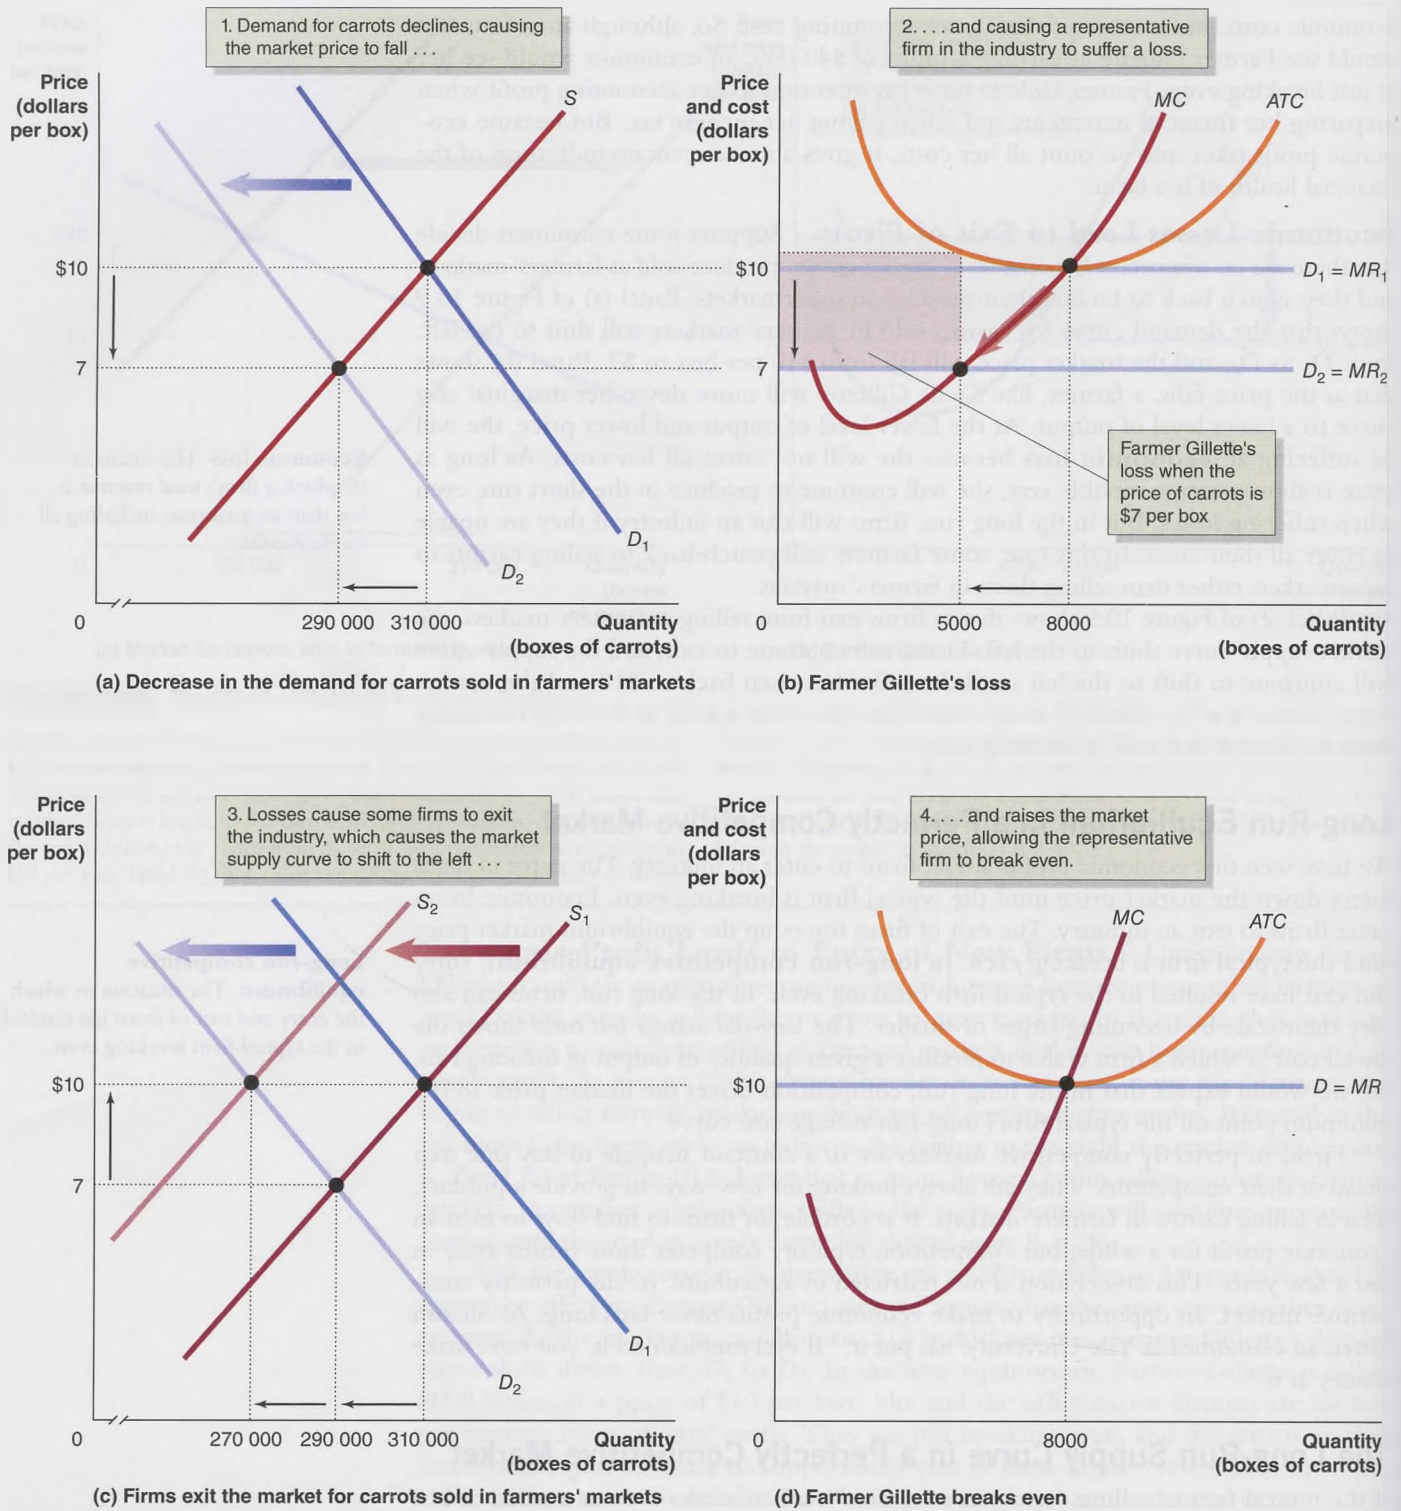 1. Demand for carrots declines, causing
the market price to fall . . .
Price
(dollars
per box)
S
$10
7
D1
D2
0
290 000
310 000
Quantity
(boxes of carrots)
(a) Decrease in the demand for carrots sold in farmers' markets
2. . . . and causing a representative
firm in the industry to suffer a loss.
Price
and cost
(dollars
per box)
MC
ATC
$10
D1 = MR1
7
D2 = MR2
Farmer Gillette's
loss when the
price of carrots is
$7 per box
0
5000
8000
Quantity
(boxes of carrots)
(b) Farmer Gillette's loss
3. Losses cause some firms to exit
the industry, which causes the market
supply curve to shift to the left . . .
Price
(dollars
per box)
S2
S1
$10
7
D1
D2
0
270 000
290 000
310 000
Quantity
(boxes of carrots)
(c) Firms exit the market for carrots sold in farmers' markets
4. . . . and raises the market
price, allowing the representative
firm to break even.
Price
and cost
(dollars
per box)
MC
ATC
$10
D = MR
0
8000
Quantity
(boxes of carrots)
(d) Farmer Gillette breaks even